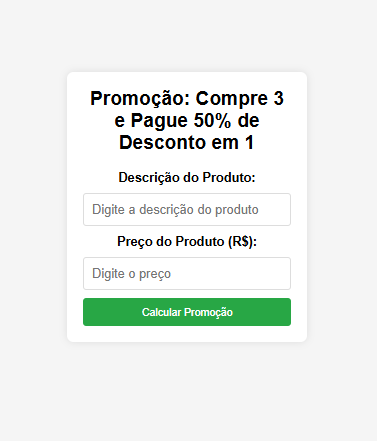 Promoção: Compre 3
e Pague 50% de
Desconto em 1
Descrição do Produto:
Digite a descrição do produto
Preço do Produto (R$):
Digite o preço
Calcular Promoção